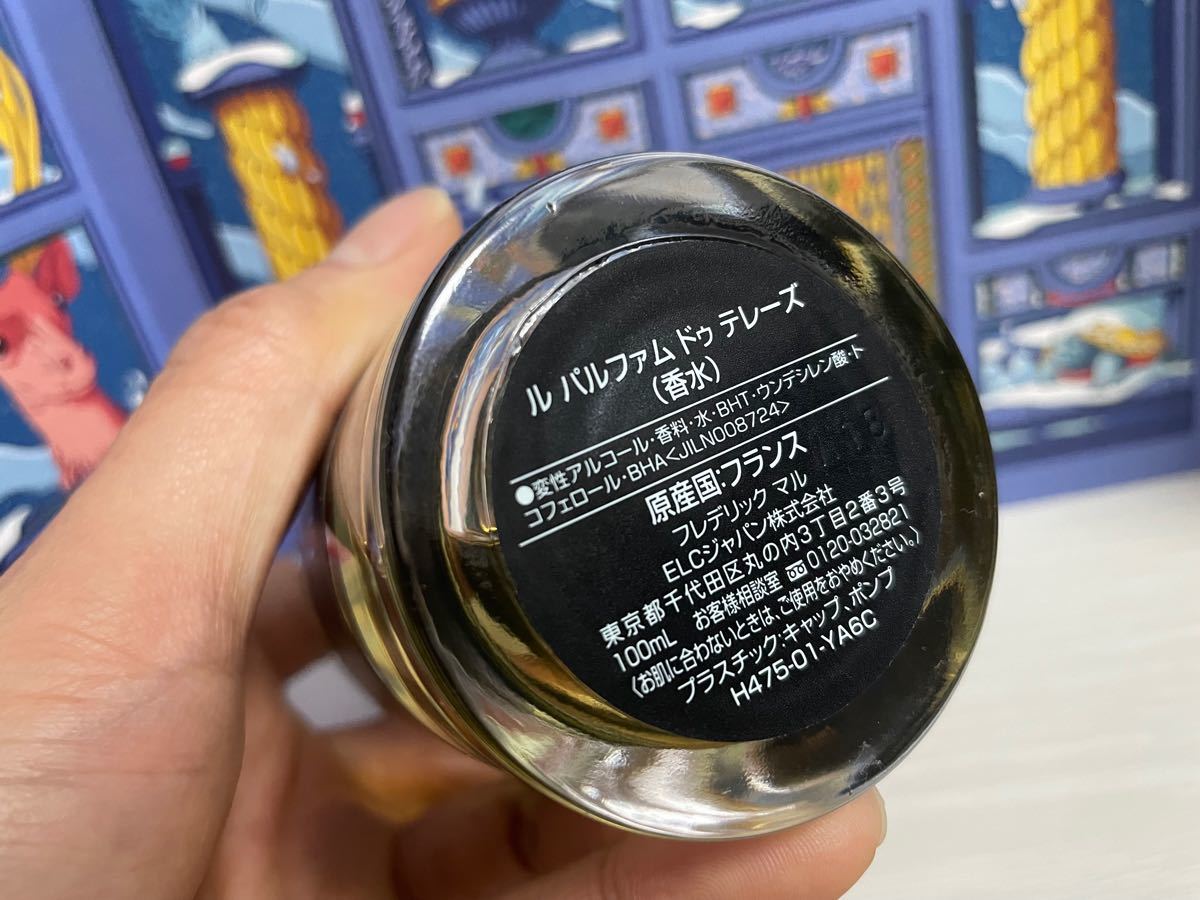 ル パルファム ドゥ テレーズ
(香水)
●変性アルコール・香料・水・BHT・ウンデシレン酸・ト
コフェロール・BHA<JILN008724>
原産国:フランス
フレデリック マル
ELCジャパン株式会社
東京都千代田区丸の内3丁目2番3号
100mL お客様相談室 0120-032821
〈お肌に合わないときは、ご使用をおやめください。〉
プラスチック:キャップ、ポンプ
H475-01-YA6C